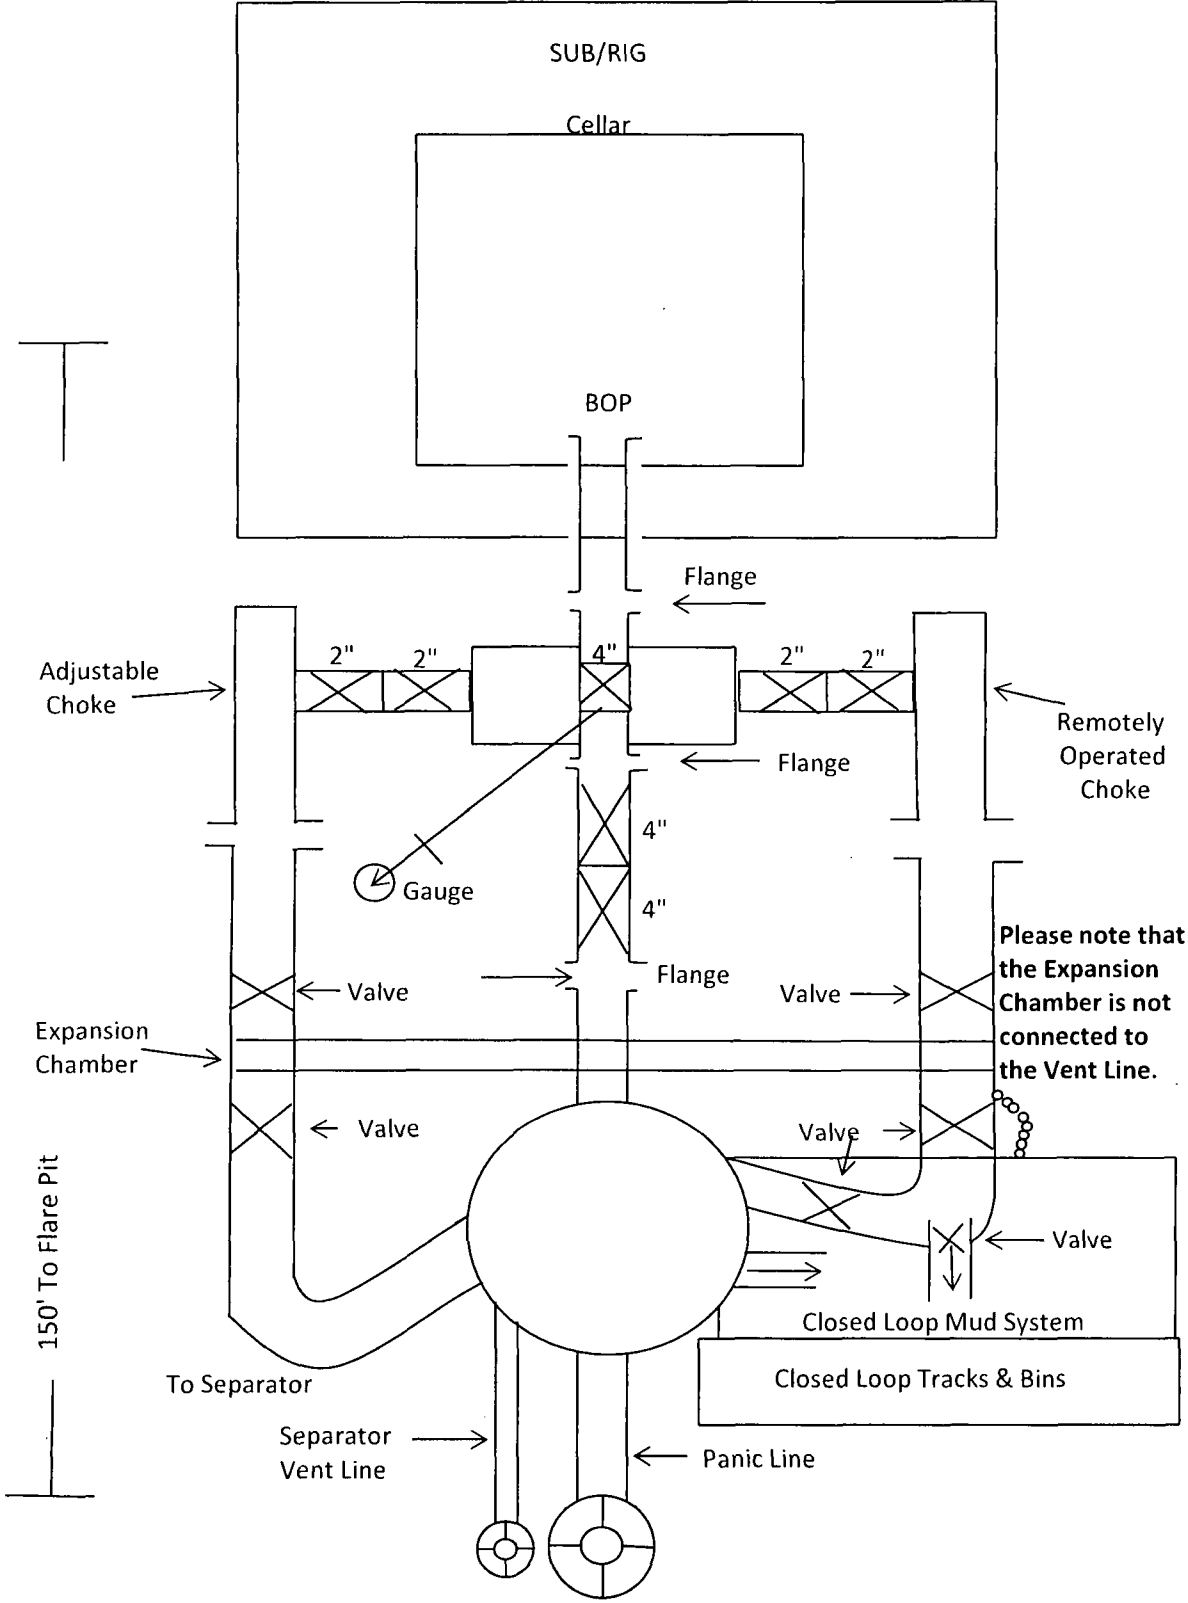 SUB/RIG
Cellar
BOP
Flange
2"
2"
4"
2"
2"
Adjustable
Choke
Remotely
Operated
Choke
Flange
4"
Gauge
4"
Please note that
the Expansion
Chamber is not
connected to
the Vent Line.
Flange
Valve
Valve
Expansion
Chamber
Valve
Valve
150' To Flare Pit
Valve
Closed Loop Mud System
To Separator
Closed Loop Tracks & Bins
Separator
Vent Line
Panic Line